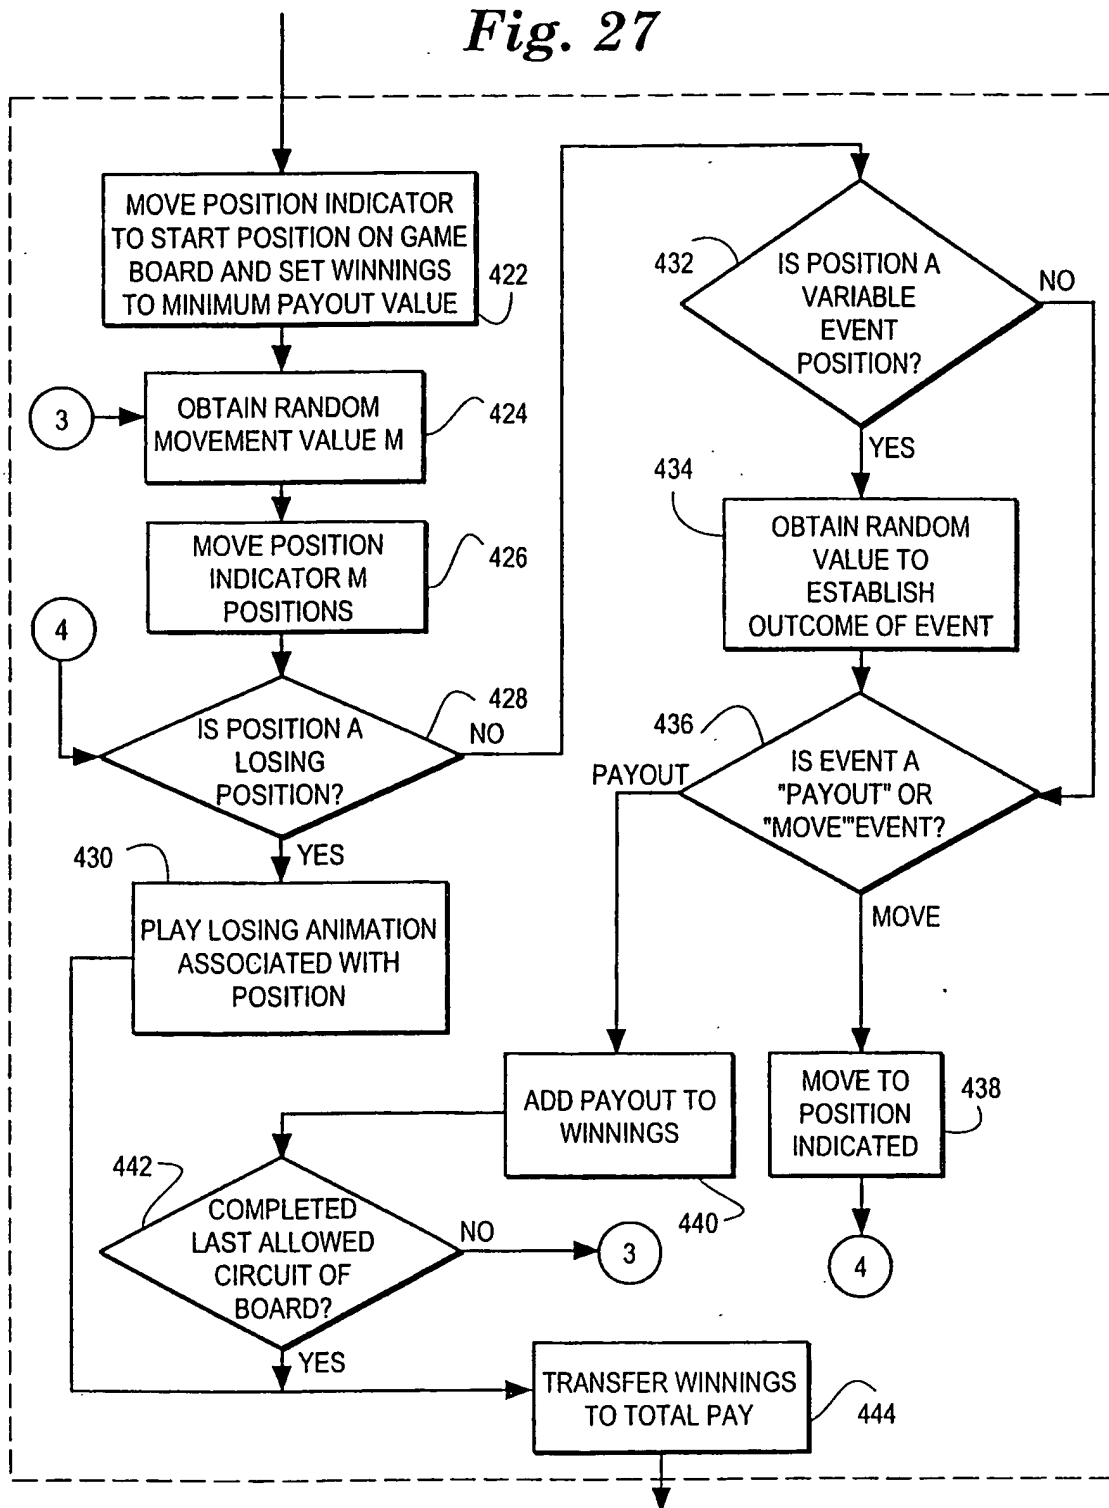 Fig. 27
MOVE POSITION INDICATOR
TO START POSITION ON GAME
BOARD AND SET WINNINGS
TO MINIMUM PAYOUT VALUE
422
3
OBTAIN RANDOM
MOVEMENT VALUE M
424
MOVE POSITION
INDICATOR M
POSITIONS
426
4
IS POSITION A
LOSING
POSITION?
428
NO
YES
430
PLAY LOSING ANIMATION
ASSOCIATED WITH
POSITION
432
IS POSITION A
VARIABLE
EVENT
POSITION?
NO
YES
434
OBTAIN RANDOM
VALUE TO
ESTABLISH
OUTCOME OF EVENT
436
PAYOUT
IS EVENT A
"PAYOUT" OR
"MOVE'"EVENT?
MOVE
MOVE TO
POSITION
INDICATED
438
4
ADD PAYOUT TO
WINNINGS
440
442
COMPLETED
LAST ALLOWED
CIRCUIT OF
BOARD?
NO
3
YES
TRANSFER WINNINGS
TO TOTAL PAY
444